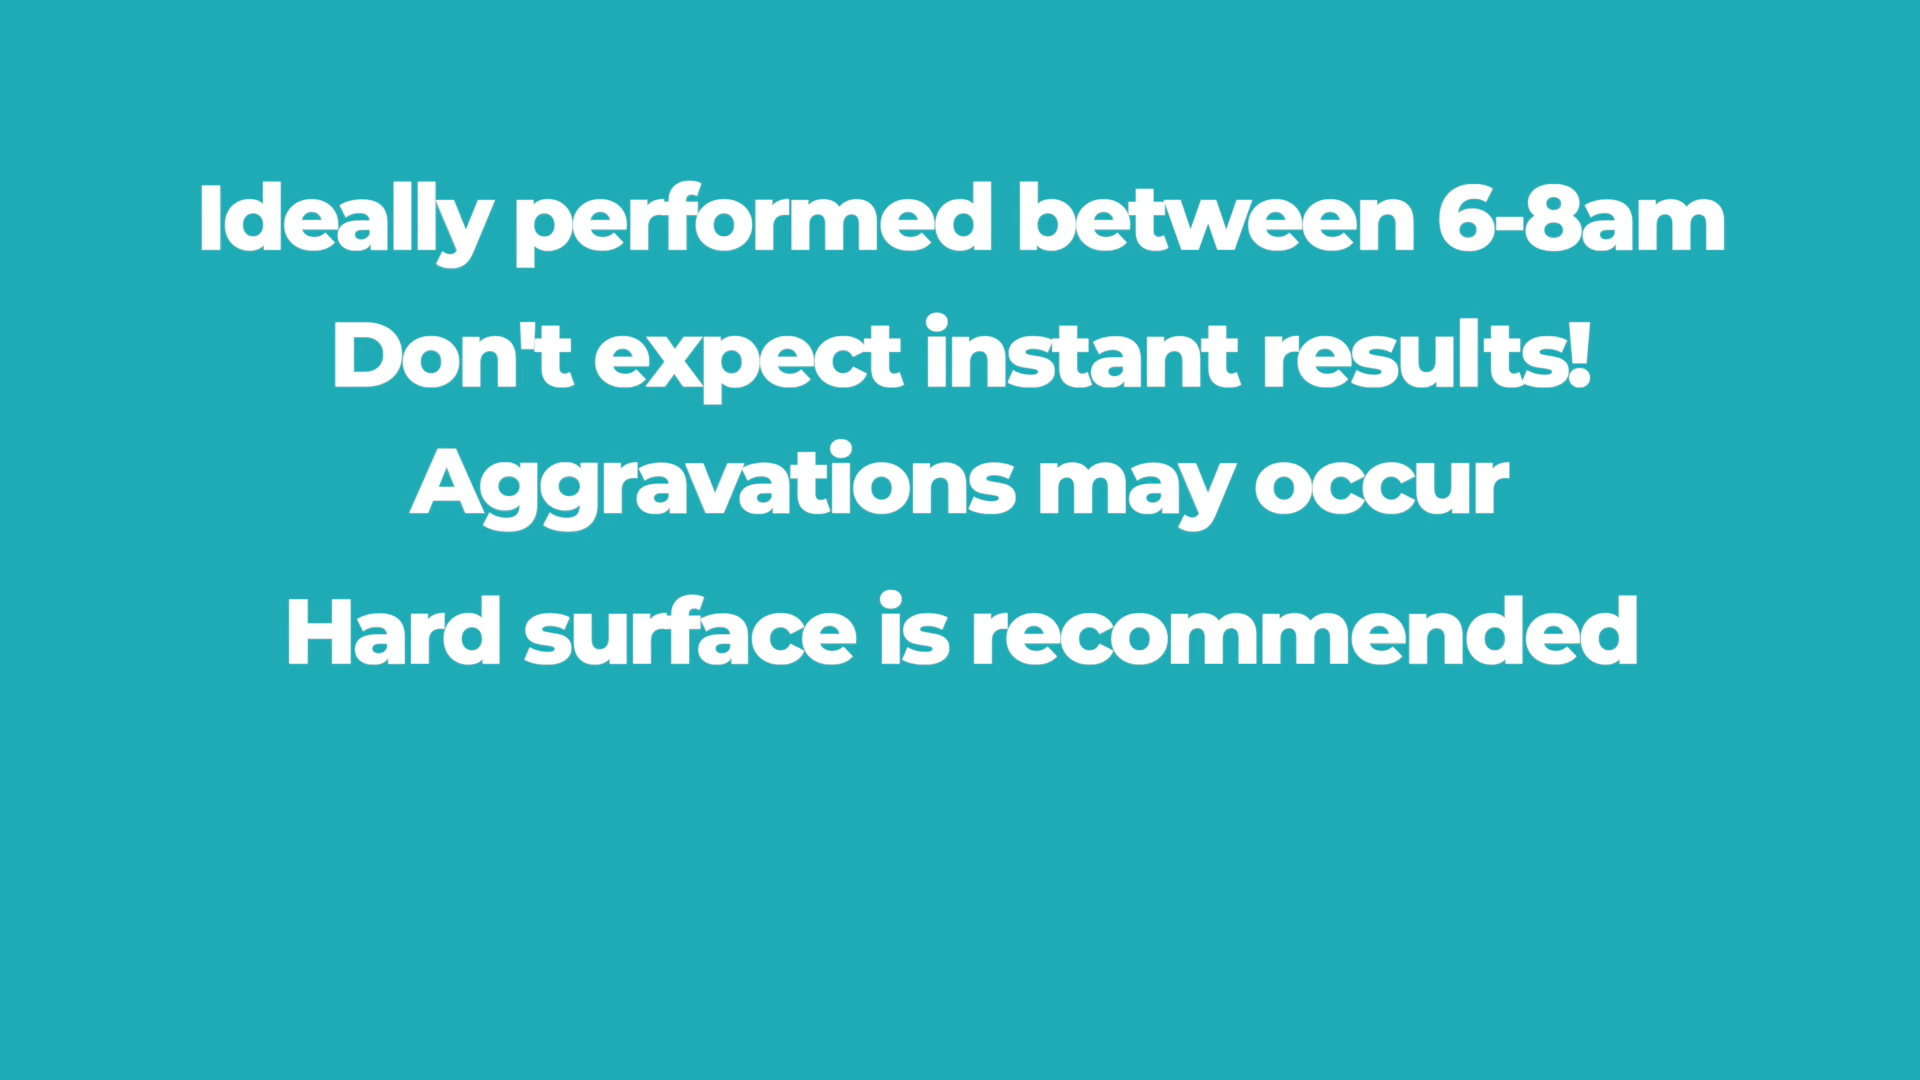 Ideally performed between 6-8am
Don't expect instant results!
Aggravations may occur
Hard surface is recommended